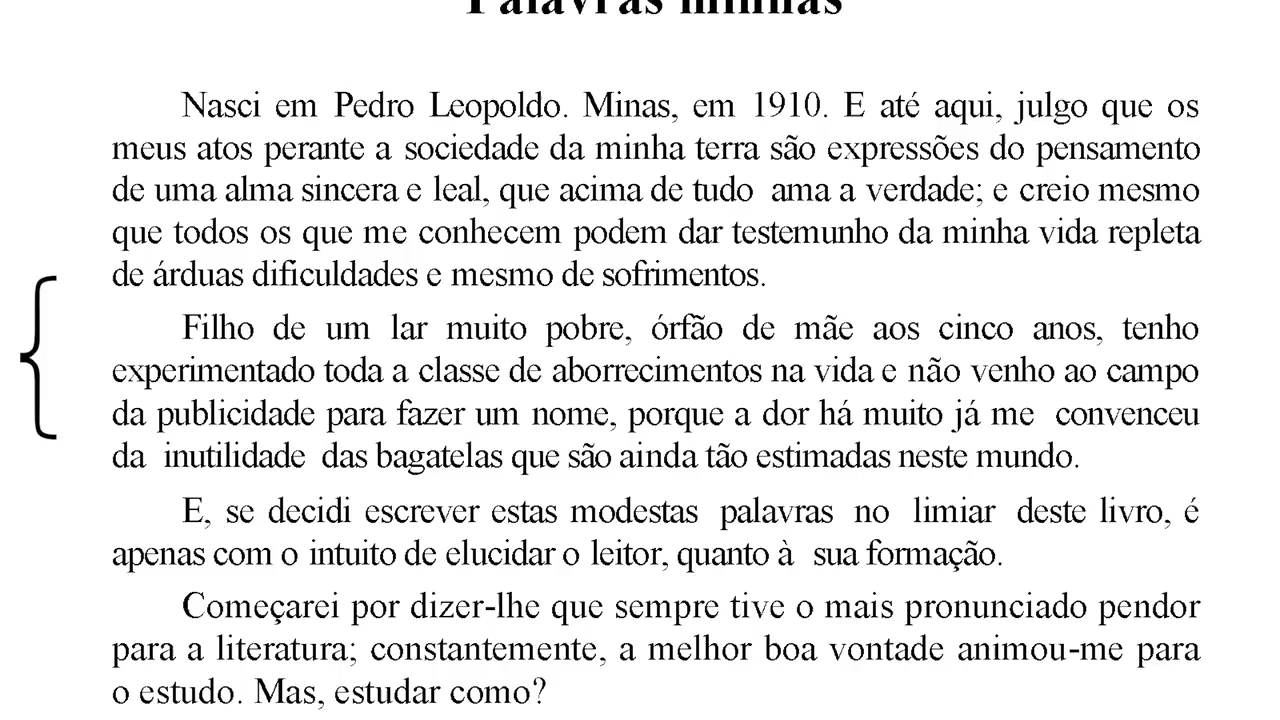 Palavras minhas
Nasci em Pedro Leopoldo. Minas, em 1910. E até aqui, julgo que os
meus atos perante a sociedade da minha terra são expressões do pensamento
de uma alma sincera e leal, que acima de tudo ama a verdade; e creio mesmo
que todos os que me conhecem podem dar testemunho da minha vida repleta
de árduas dificuldades e mesmo de sofrimentos.
Filho de um lar muito pobre, órfão de mãe aos cinco anos, tenho
experimentado toda a classe de aborrecimentos na vida e não venho ao campo
da publicidade para fazer um nome, porque a dor há muito já me convenceu
da inutilidade das bagatelas que são ainda tão estimadas neste mundo.
E, se decidi escrever estas modestas palavras no limiar deste livro, é
apenas com o intuito de elucidar o leitor, quanto à sua formação.
Começarei por dizer-lhe que sempre tive o mais pronunciado pendor
para a literatura; constantemente, a melhor boa vontade animou-me para
o estudo. Mas, estudar como?